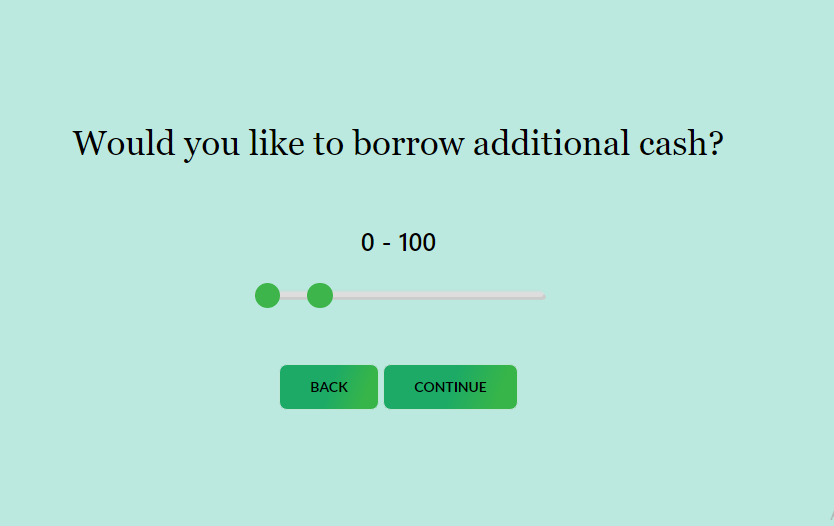 Would you like to borrow additional cash?
0 - 100
BACK CONTINUE